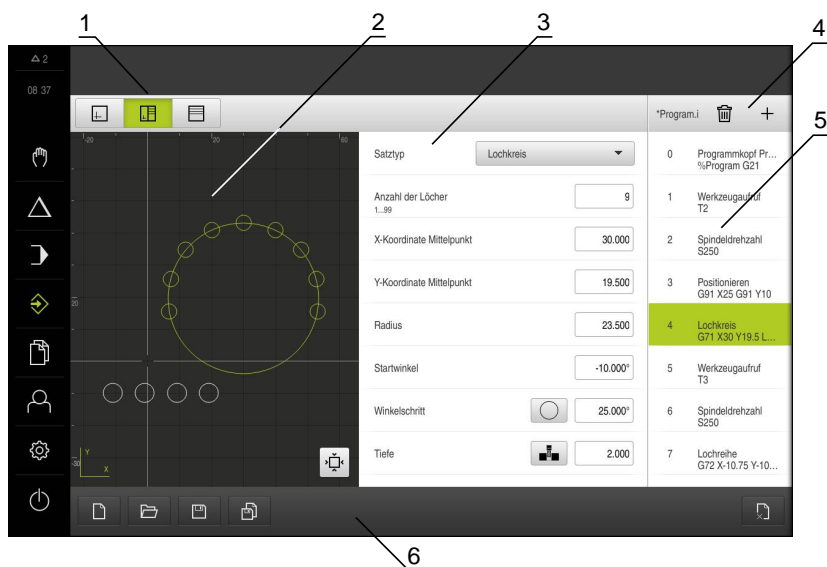 1
2
3
4
5
6
2
08 37
*Program.i
-20
20
60
20
-30
Y
X
Satztyp
Lochkreis
Anzahl der Löcher
1...99
9
X-Koordinate Mittelpunkt
30.000
Y-Koordinate Mittelpunkt
19.500
Radius
23.500
Startwinkel
-10.000°
Winkelschritt
25.000°
Tiefe
2.000
0 Programmkopf Pr...
%Program G21
1 Werkzeugaufruf
T2
2 Spindeldrehzahl
S250
3 Positionieren
G91 X25 G91 Y10
4 Lochkreis
G71 X30 Y19.5 L...
5 Werkzeugaufruf
T3
6 Spindeldrehzahl
S250
7 Lochreihe
G72 X-10.75 Y-10...